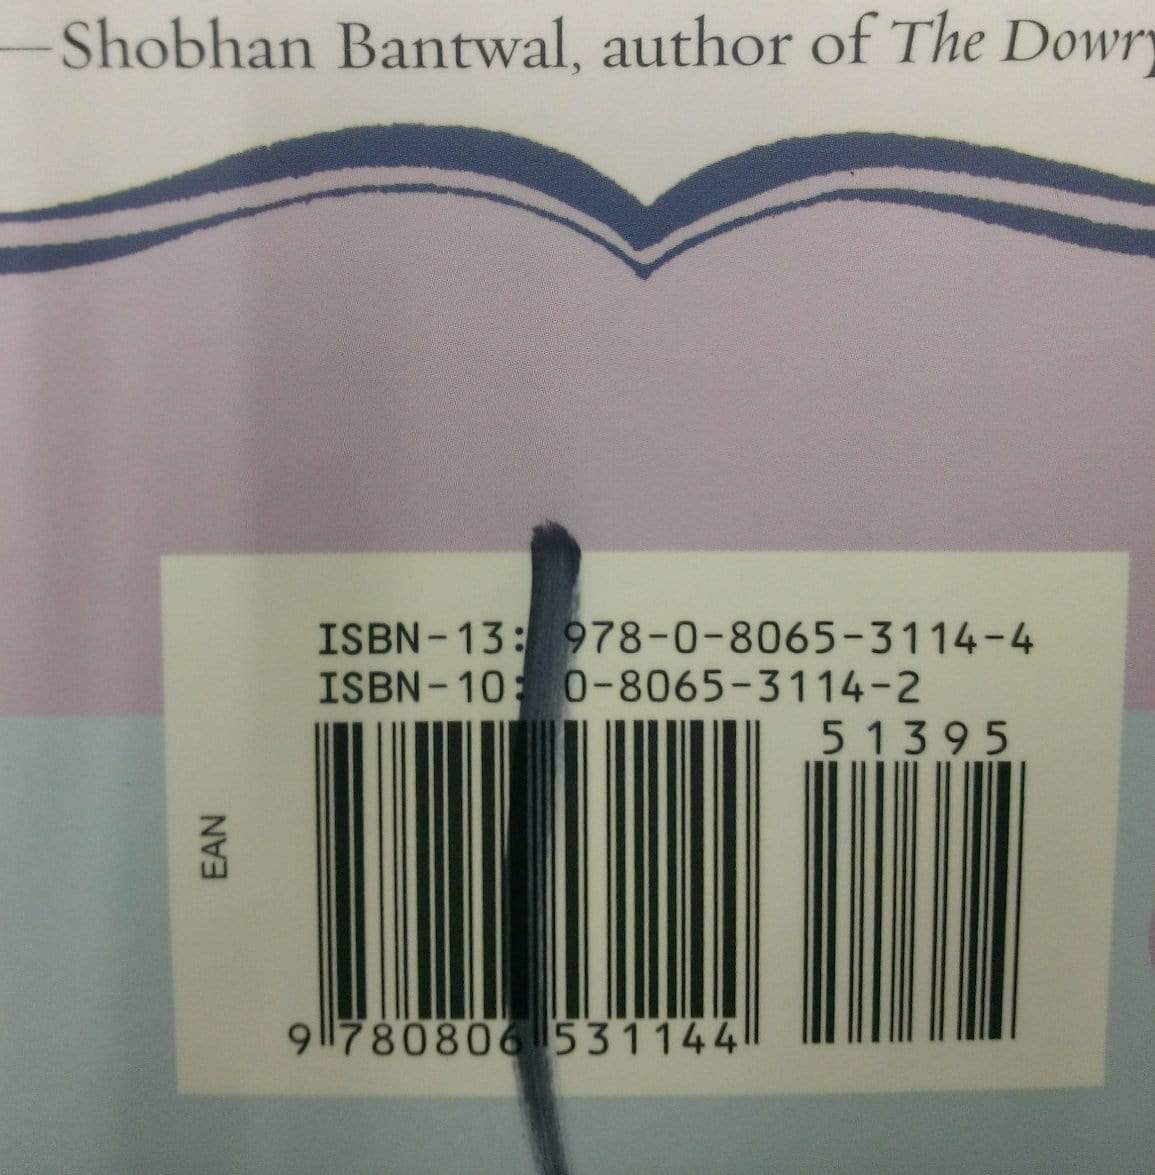 —Shobhan Bantwal, author of The Dowry
ISBN-13: 978-0-8065-3114-4
ISBN-10: 0-8065-3114-2
51395
EAN
9 780806 531144